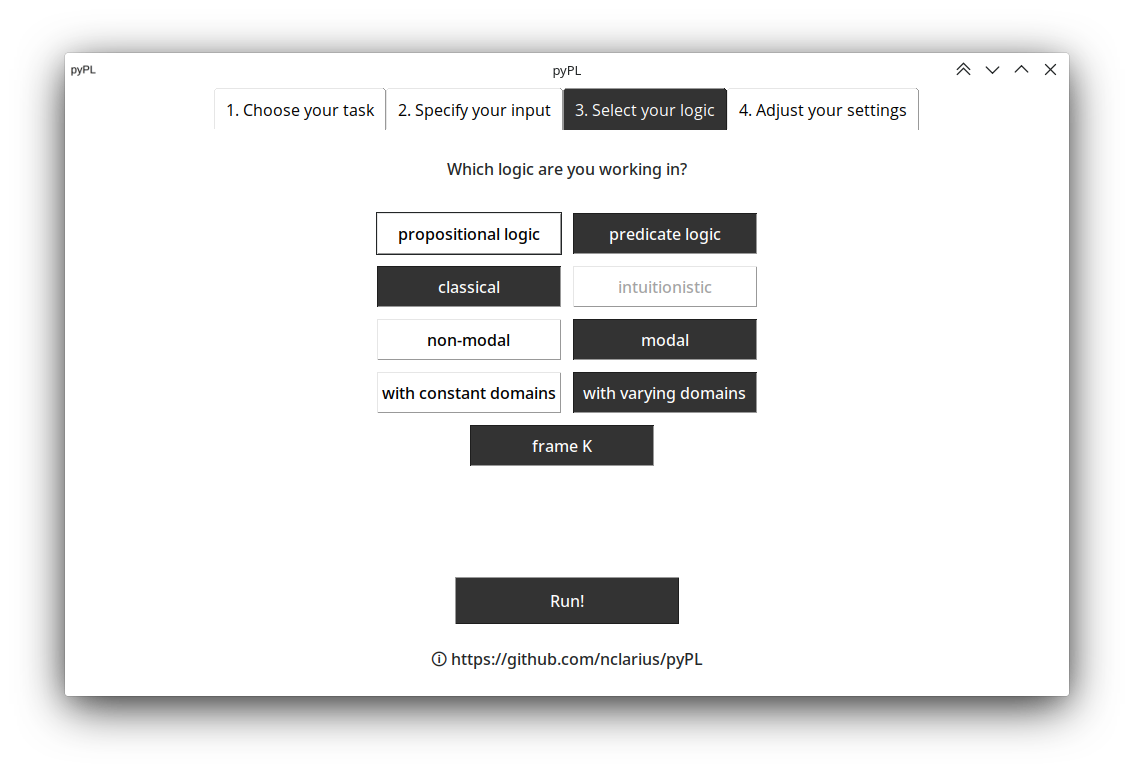 pyPL
pyPL
1. Choose your task
2. Specify your input
3. Select your logic
4. Adjust your settings
Which logic are you working in?
propositional logic
predicate logic
classical
intuitionistic
non-modal
modal
with constant domains
with varying domains
frame K
Run!
ⓘ https://github.com/nclarius/pyPL